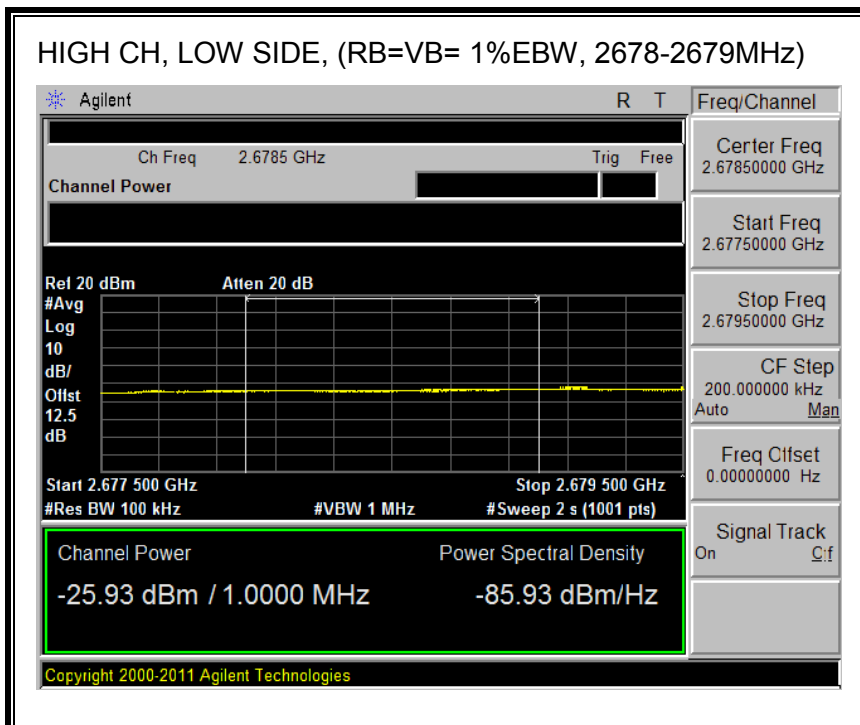 HIGH CH, LOW SIDE, (RB=VB= 1%EBW, 2678-2679MHz)
Agilent R T
Freq/Channel
Ch Freq 2.6785 GHz Trig Free
Channel Power
Center Freq
2.67850000 GHz
Start Freq
2.67750000 GHz
Stop Freq
2.67950000 GHz
CF Step
200.000000 kHz
Auto Man
Freq Offset
0.00000000 Hz
Signal Track
On Off
Ref 20 dBm Atten 20 dB
#Avg
Log
10
dB/
Offst
12.5
dB
Start 2.677 500 GHz Stop 2.679 500 GHz
#Res BW 100 kHz #VBW 1 MHz #Sweep 2 s (1001 pts)
Channel Power Power Spectral Density
-25.93 dBm / 1.0000 MHz -85.93 dBm/Hz
Copyright 2000-2011 Agilent Technologies